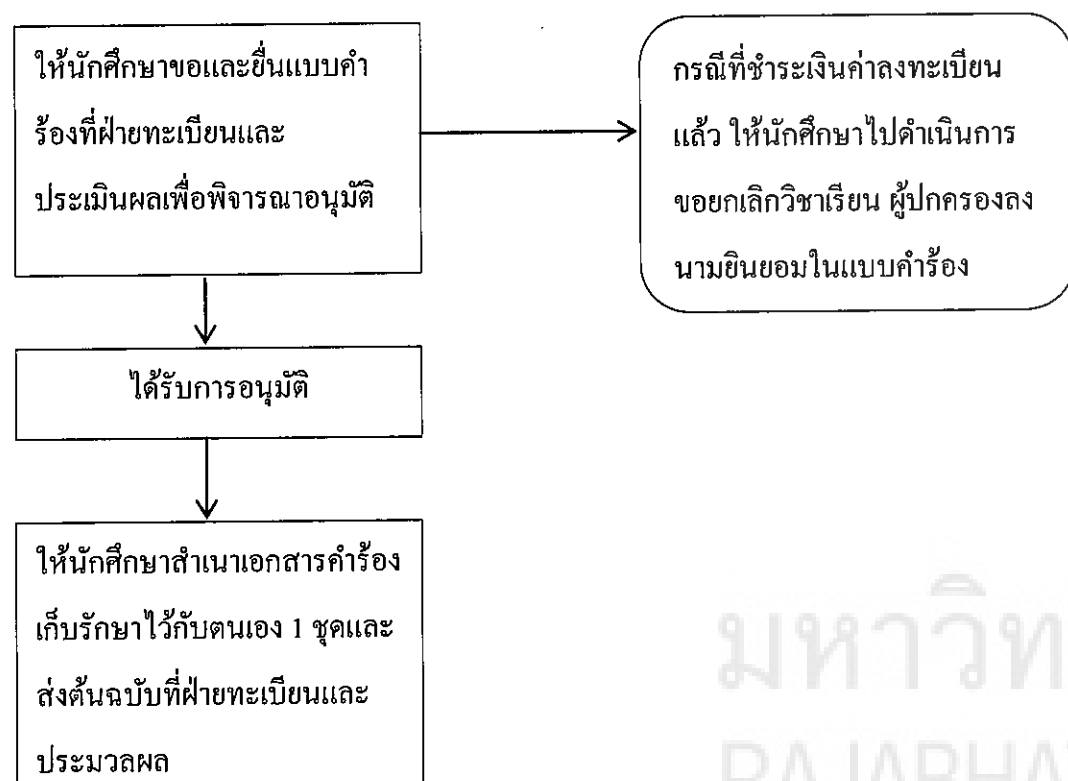 ให้นักศึกษาขอและยื่นแบบคำ
ร้องที่ฝ่ายทะเบียนและ
ประเมินผลเพื่อพิจารณาอนุมัติ
กรณีที่ชำระเงินค่าลงทะเบียน
แล้ว ให้นักศึกษาไปดำเนินการ
ขอยกเลิกวิชาเรียน ผู้ปกครองลง
นามยินยอมในแบบคำร้อง
ได้รับการอนุมัติ
ให้นักศึกษาสำเนาเอกสารคำร้อง
เก็บรักษาไว้กับตนเอง 1 ชุดและ
ส่งต้นฉบับที่ฝ่ายทะเบียนและ
ประมวลผล
มหาวิท
RAJABHA